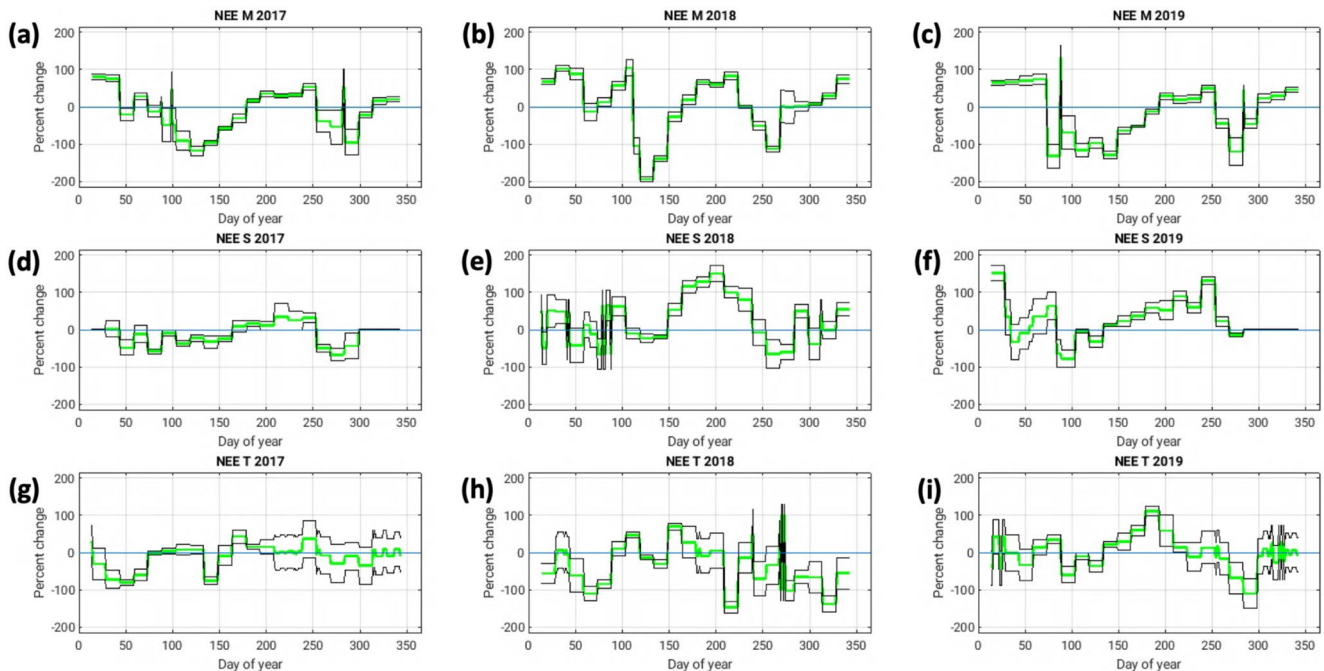 (a)
NEE M 2017
Percent change
200
100
0
-100
-200
0 50 100 150 200 250 300 350
Day of year
(b)
NEE M 2018
Percent change
200
100
0
-100
-200
0 50 100 150 200 250 300 350
Day of year
(c)
NEE M 2019
Percent change
200
100
0
-100
-200
0 50 100 150 200 250 300 350
Day of year
(d)
NEE S 2017
Percent change
200
100
0
-100
-200
0 50 100 150 200 250 300 350
Day of year
(e)
NEE S 2018
Percent change
200
100
0
-100
-200
0 50 100 150 200 250 300 350
Day of year
(f)
NEE S 2019
Percent change
200
100
0
-100
-200
0 50 100 150 200 250 300 350
Day of year
(g)
NEE T 2017
Percent change
200
100
0
-100
-200
0 50 100 150 200 250 300 350
Day of year
(h)
NEE T 2018
Percent change
200
100
0
-100
-200
0 50 100 150 200 250 300 350
Day of year
(i)
NEE T 2019
Percent change
200
100
0
-100
-200
0 50 100 150 200 250 300 350
Day of year